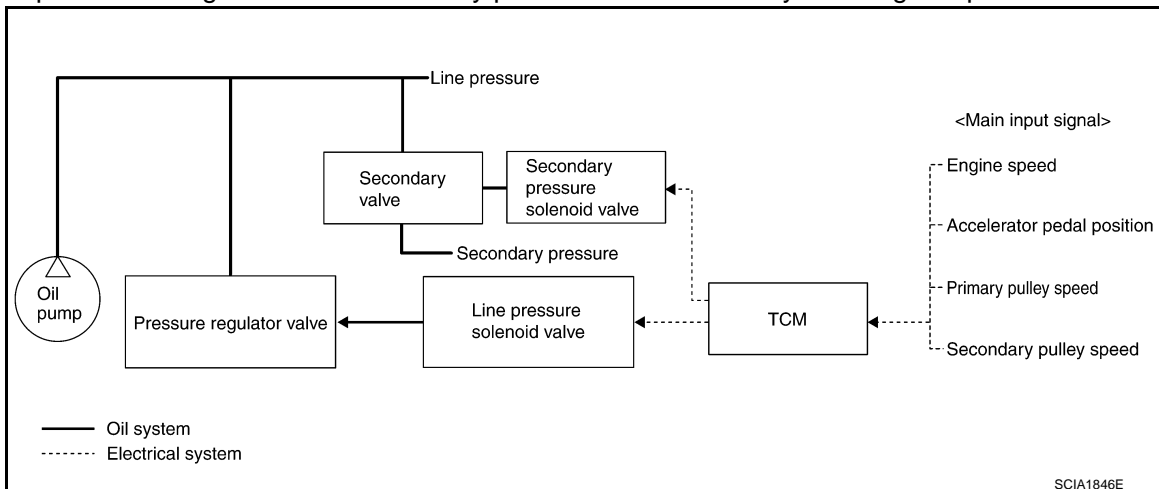 Line pressure
<Main input signal>
Secondary
valve
Secondary
pressure
solenoid valve
Engine speed
Accelerator pedal position
Secondary pressure
Oil
pump
Pressure regulator valve
Line pressure
solenoid valve
TCM
Primary pulley speed
Secondary pulley speed
Oil system
Electrical system
SCIA1846E